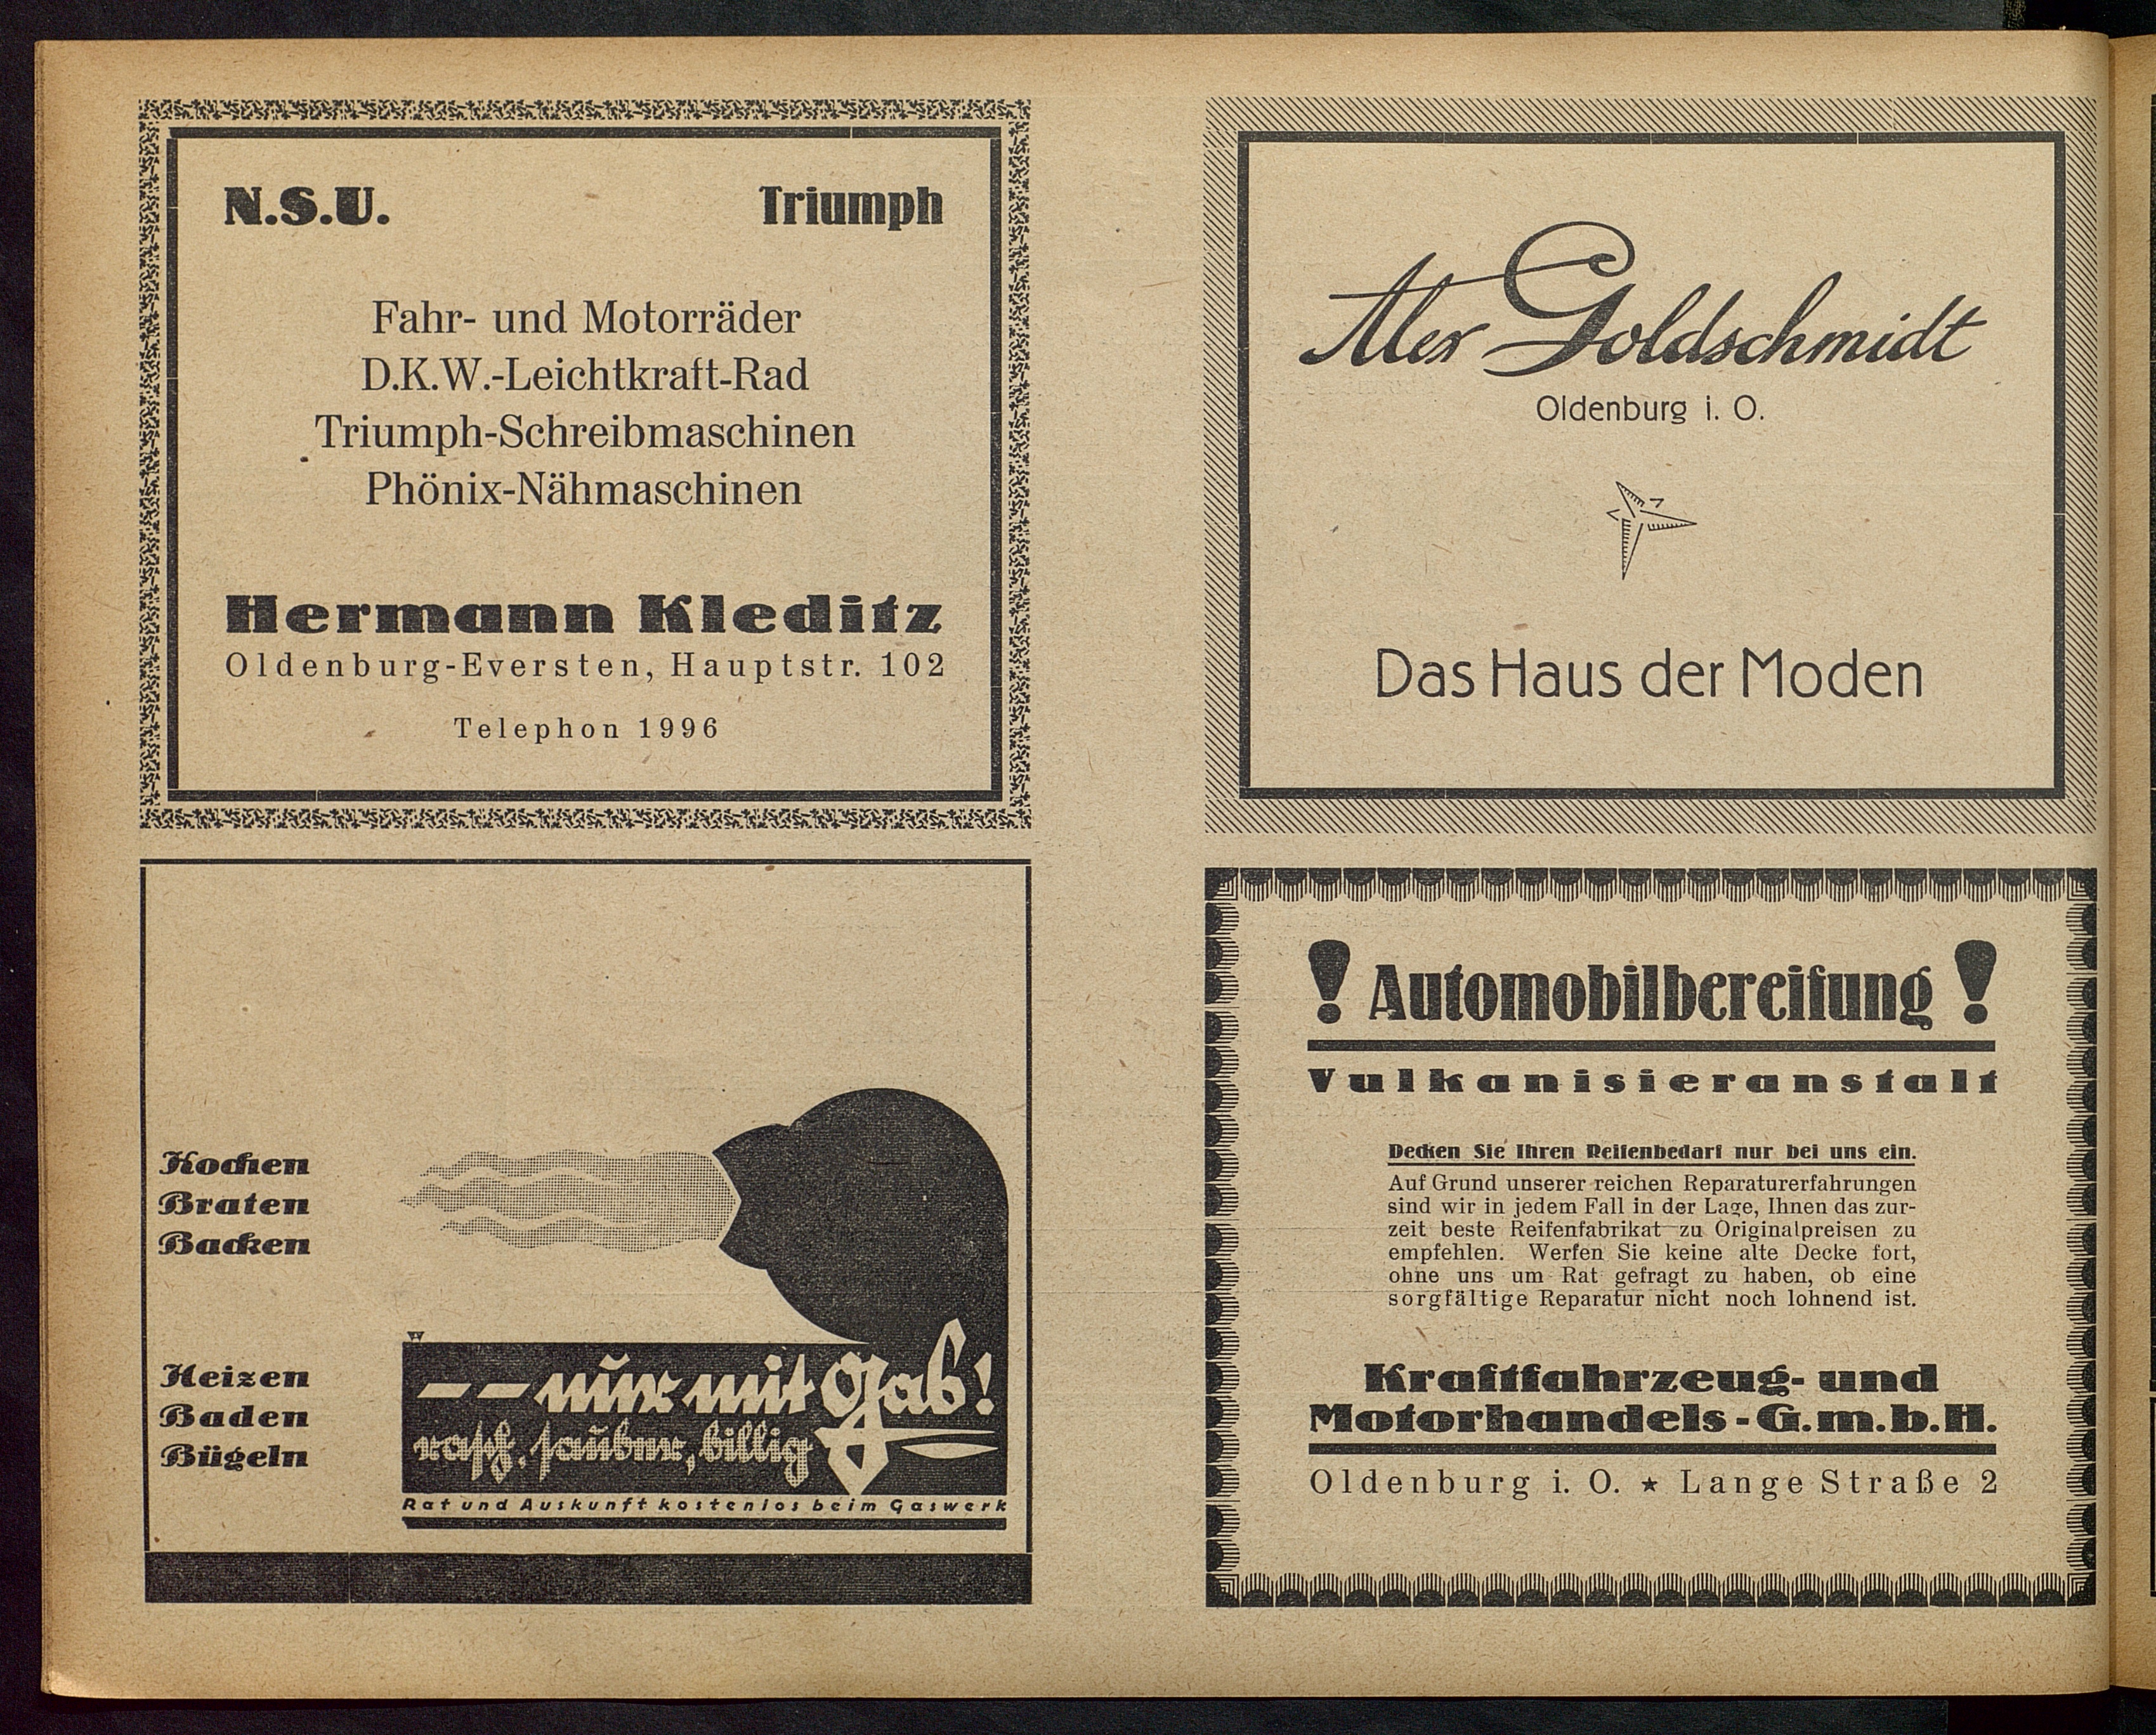 N.S.U. Triumph
Fahr- und Motorräder
D.K.W.-Leichtkraft-Rad
Triumph-Schreibmaschinen
Phönix-Nähmaschinen
Hermann Kleditz
Oldenburg-Eversten, Hauptstr. 102
Telephon 1996
Alex Goldschmidt
Oldenburg i. O.
Das Haus der Moden
Kochen
Braten
Backen
Heizen
Baden
Bügeln
-- nur mit Gas!
rasch, sauber, billig
Rat und Auskunft kostenlos beim Gaswerk
! Automobilbereifung !
Vulkanisieranstalt
Decken Sie Ihren Reifenbedarf nur bei uns ein.
Auf Grund unserer reichen Reparaturerfahrungen
sind wir in jedem Fall in der Lage, Ihnen das zur-
zeit beste Reifenfabrikat zu Originalpreisen zu
empfehlen. Werfen Sie keine alte Decke fort,
ohne uns um Rat gefragt zu haben, ob eine
sorgfältige Reparatur nicht noch lohnend ist.
Kraftfahrzeug- und
Motorhandels-G.m.b.H.
Oldenburg i. O. ★ Lange Straße 2